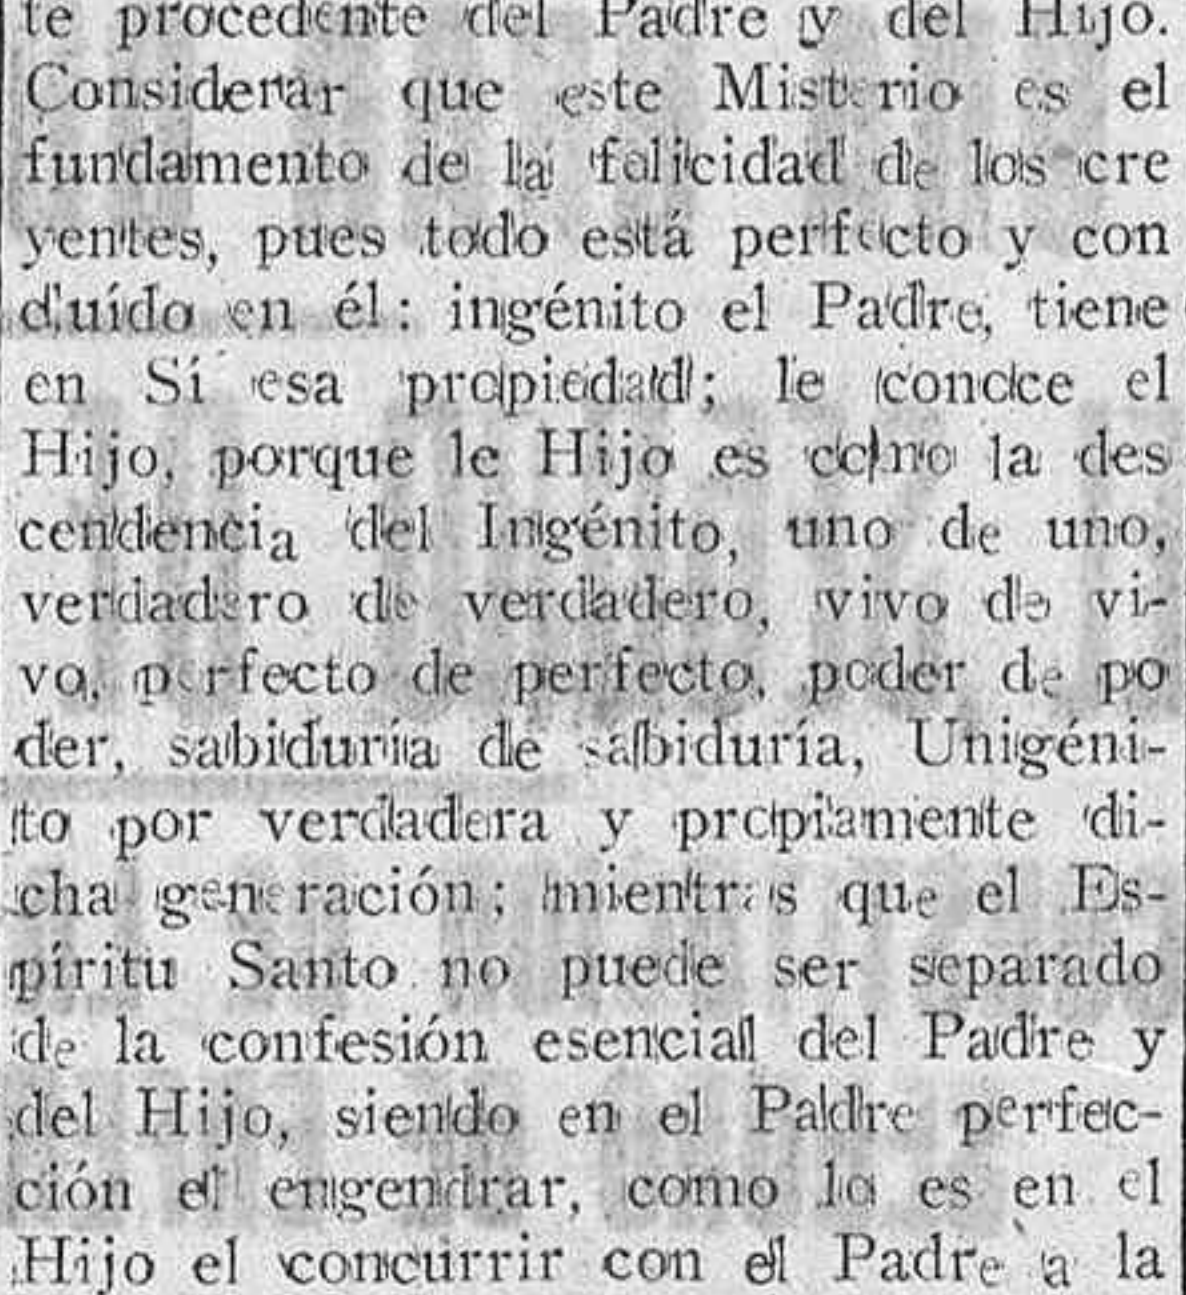 te procedente del Padre y del Hijo.
Considerar que este Misterio es el
fundamento de la felicidad de los cre
yentes, pues todo está perfecto y con
cluído en él: ingénito el Padre, tiene
en Sí esa propiedad; le conoce el
Hijo, porque le Hijo es como la des
cendencia del Ingénito, uno de uno,
verdadero de verdadero, vivo de vi-
vo, perfecto de perfecto, poder de po
der, sabiduría de sabiduría, Unigéni-
to por verdadera y propiamente di-
cha generación; mientras que el Es-
píritu Santo no puede ser separado
de la confesión esencial del Padre y
del Hijo, siendo en el Padre perfec-
ción el engendrar, como lo es en el
Hijo el concurrir con el Padre a la